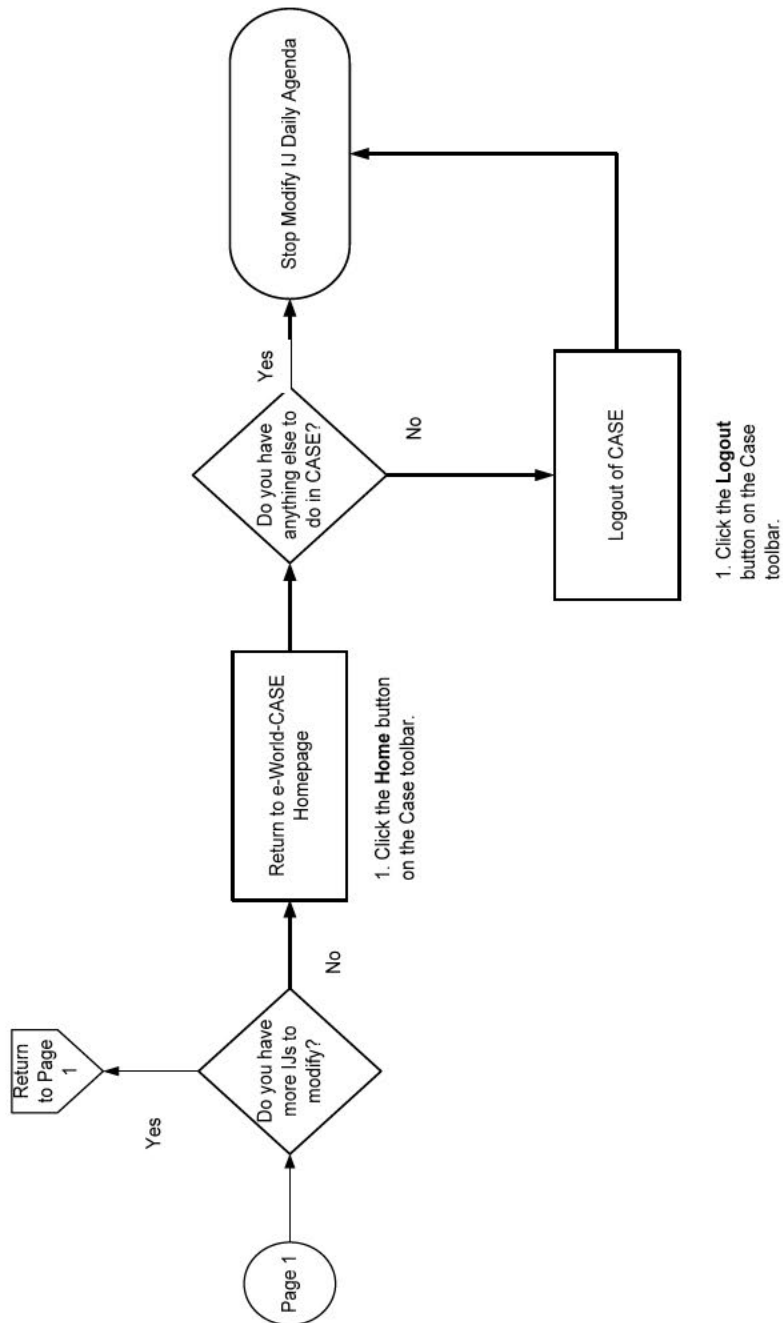 Page 1
Do you have
more IJs to
modify?
Yes
Return
to Page
1
No
Return to e-World-CASE
Homepage
1. Click the Home button
on the Case toolbar.
Do you have
anything else to
do in CASE?
Yes
Stop Modify IJ Daily Agenda
No
Logout of CASE
1. Click the Logout
button on the Case
toolbar.